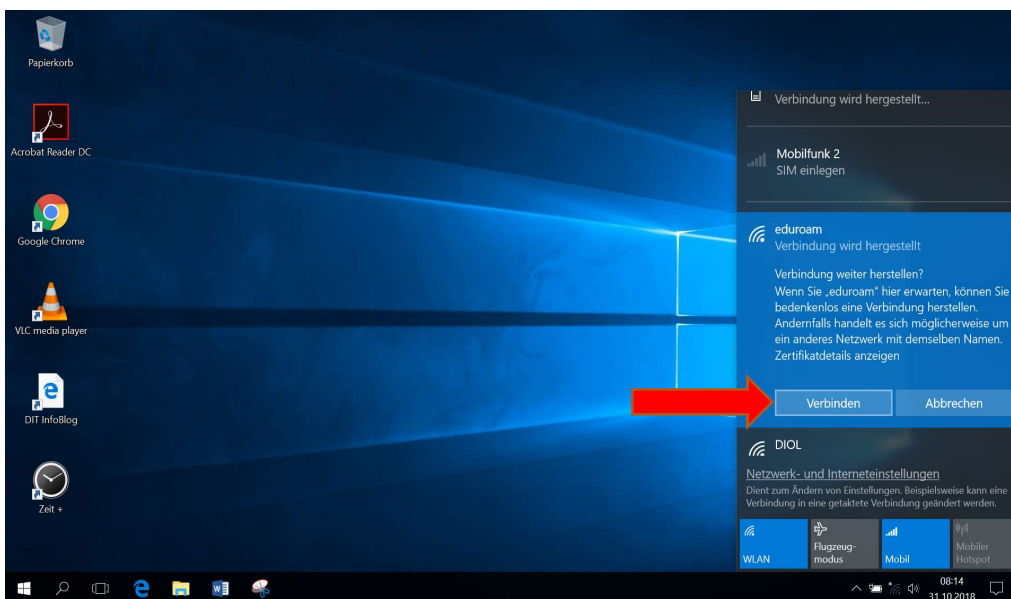 Papierkorb
Acrobat Reader DC
Google Chrome
VLC media player
DIT InfoBlog
Zeit +
Verbindung wird hergestellt...
Mobilfunk 2
SIM einlegen
eduroam
Verbindung wird hergestellt
Verbindung weiter herstellen?
Wenn Sie „eduroam“ hier erwarten, können Sie
bedenkenlos eine Verbindung herstellen.
Andernfalls handelt es sich möglicherweise um
ein anderes Netzwerk mit demselben Namen.
Zertifikatdetails anzeigen
Verbinden
Abbrechen
DIOL
Netzwerk- und Interneteinstellungen
Dient zum Ändern von Einstellungen. Beispielsweise kann eine
Verbindung in eine getaktete Verbindung geändert werden.
WLAN
Flugzeug-
modus
Mobil
Mobiler
Hotspot
08:14
31.10.2018